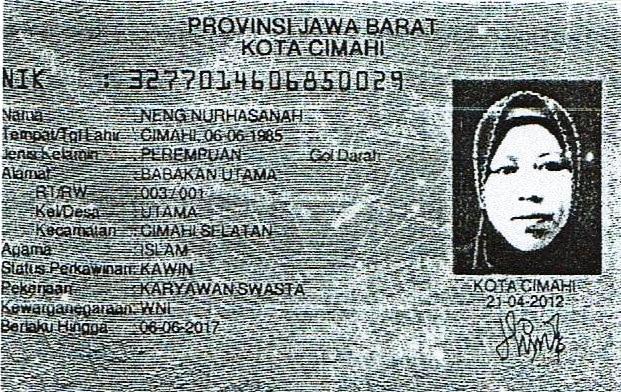 PROVINSI JAWA BARAT
KOTA CIMAHI
NIK : 3277014606850029
Nama : NENG NURHASANAH
Tempat/Tgl Lahir : CIMAHI, 06-06-1985
Jenis Kelamin : PEREMPUAN Gol Darah
Alamat : BABAKAN UTAMA
RT/RW : 003 / 001
Kel/Desa : UTAMA
Kecamatan : CIMAHI SELATAN
Agama : ISLAM
Status Perkawinan: KAWIN
Pekerjaan : KARYAWAN SWASTA
Kewarganegaraan: WNI
Berlaku Hingga : 06-06-2017
KOTA CIMAHI
21-04-2012